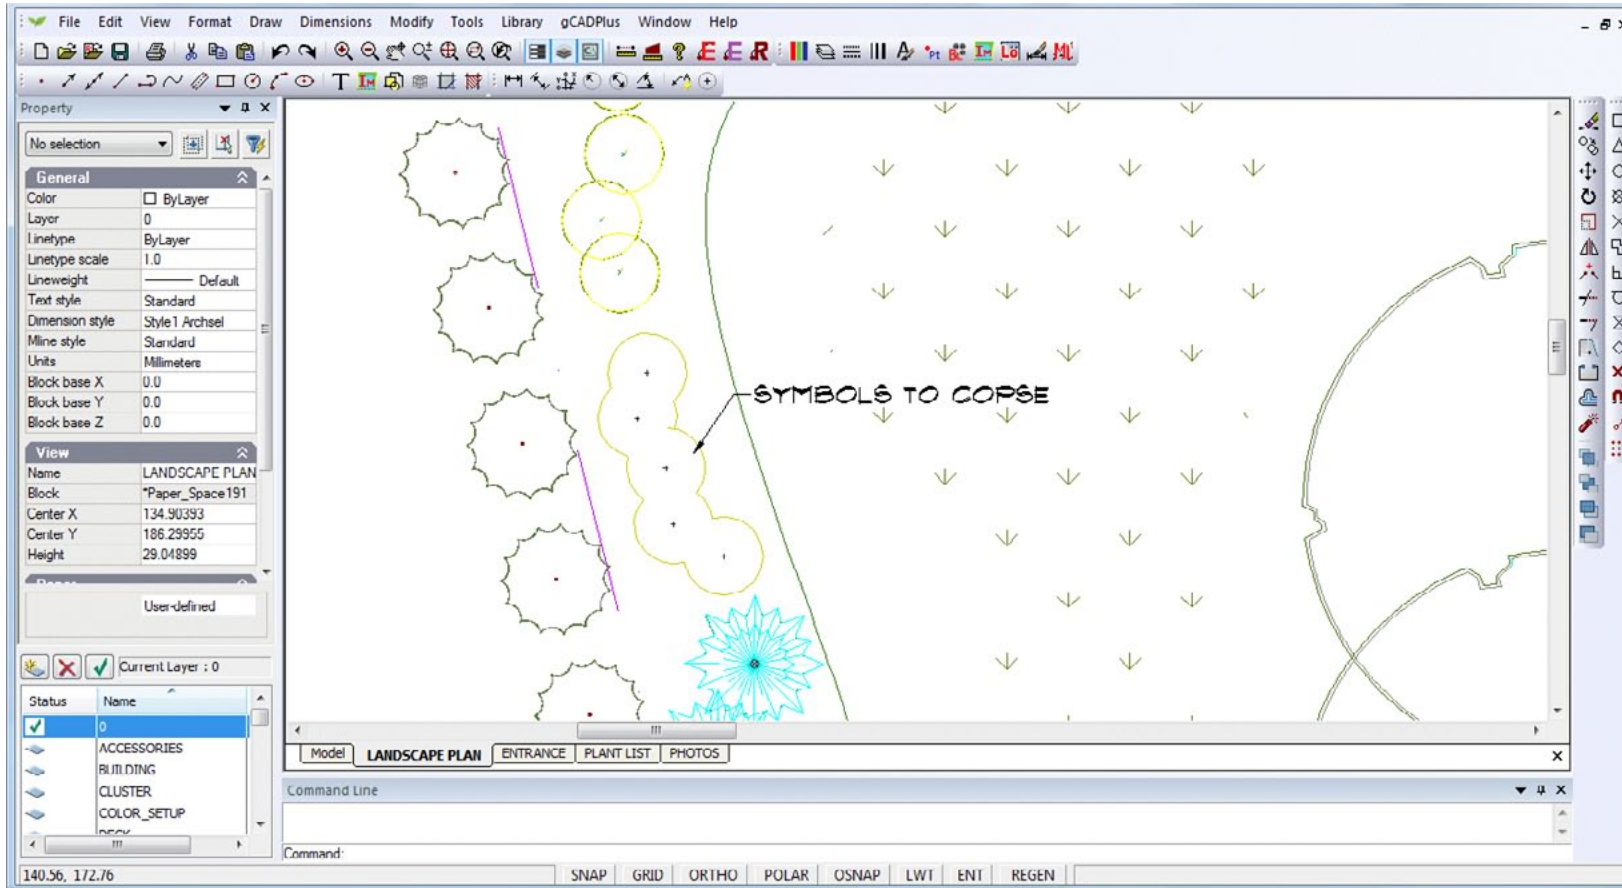 File Edit View Format Draw Dimensions Modify Tools Library gCADPlus Window Help
Property
No selection
General
Color ByLayer
Layer 0
Linetype ByLayer
Linetype scale 1.0
Lineweight Default
Text style Standard
Dimension style Style1 Archsel
Mline style Standard
Units Millimeters
Block base X 0.0
Block base Y 0.0
Block base Z 0.0
View
Name LANDSCAPE PLAN
Block *Paper_Space191
Center X 134.90393
Center Y 186.29955
Height 29.04899
User-defined
Current Layer : 0
Status Name
0
ACCESSORIES
BUILDING
CLUSTER
COLOR_SETUP
DECK
SYMBOLS TO COPSE
Model LANDSCAPE PLAN ENTRANCE PLANT LIST PHOTOS
Command Line
Command:
140.56, 172.76 SNAP GRID ORTHO POLAR OSNAP LWT ENT REGEN